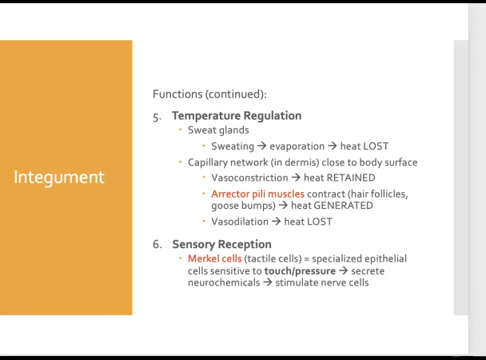 Integument
Functions (continued):
5. Temperature Regulation
• Sweat glands
• Sweating → evaporation → heat LOST
• Capillary network (in dermis) close to body surface
• Vasoconstriction → heat RETAINED
• Arrector pili muscles contract (hair follicles,
goose bumps) → heat GENERATED
• Vasodilation → heat LOST
6. Sensory Reception
• Merkel cells (tactile cells) = specialized epithelial
cells sensitive to touch/pressure → secrete
neurochemicals → stimulate nerve cells